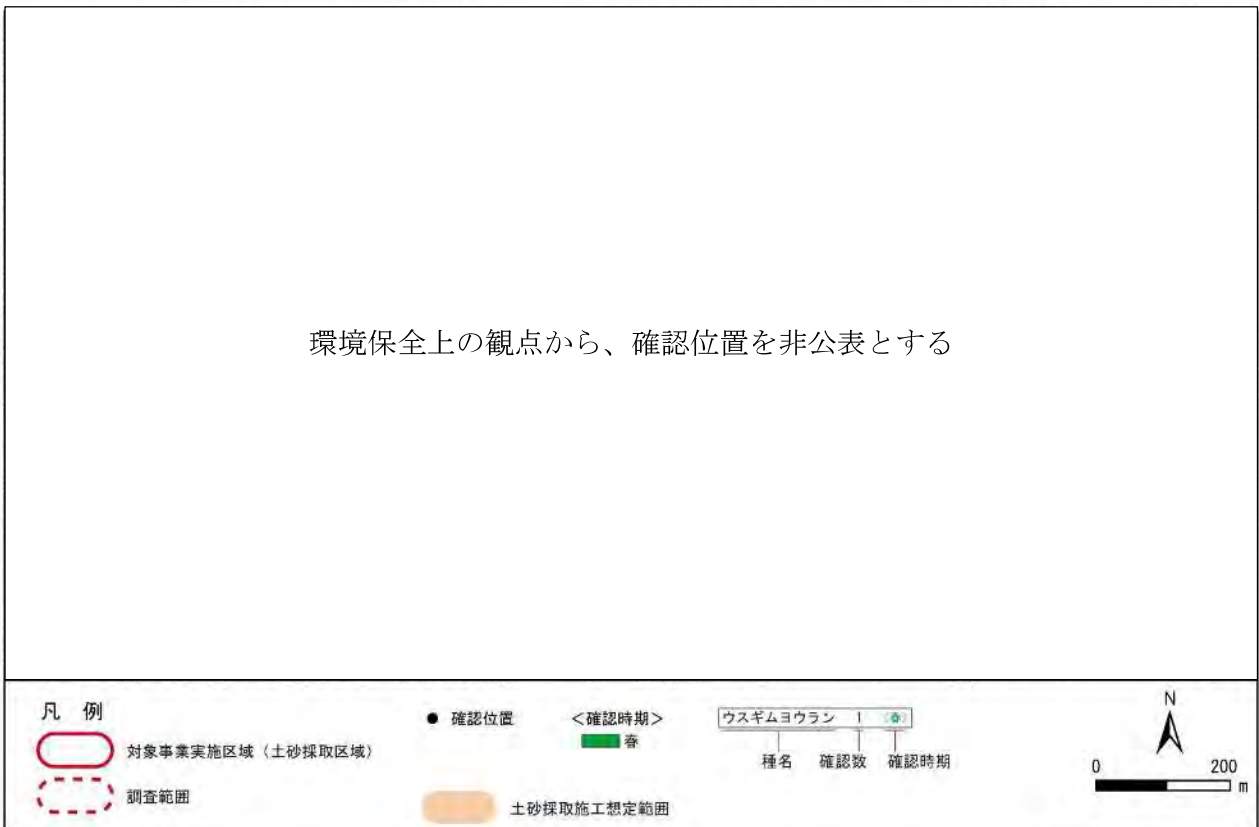 環境保全上の観点から、確認位置を非公表とする
凡 例
対象事業実施区域（土砂採取区域）
調査範囲
● 確認位置
＜確認時期＞
春
土砂採取施工想定範囲
ウスギムヨウラン 1
種名 確認数 確認時期
N
0 200
m